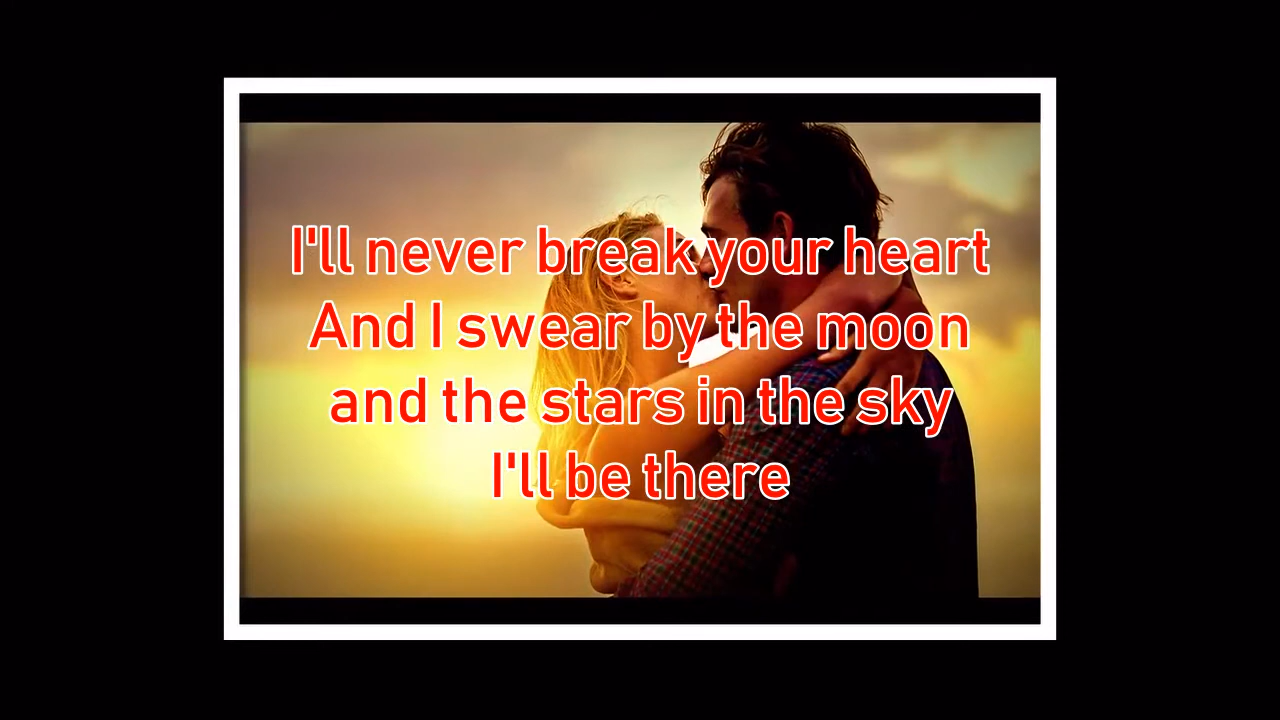 I'll never break your heart
And I swear by the moon
and the stars in the sky
I'll be there